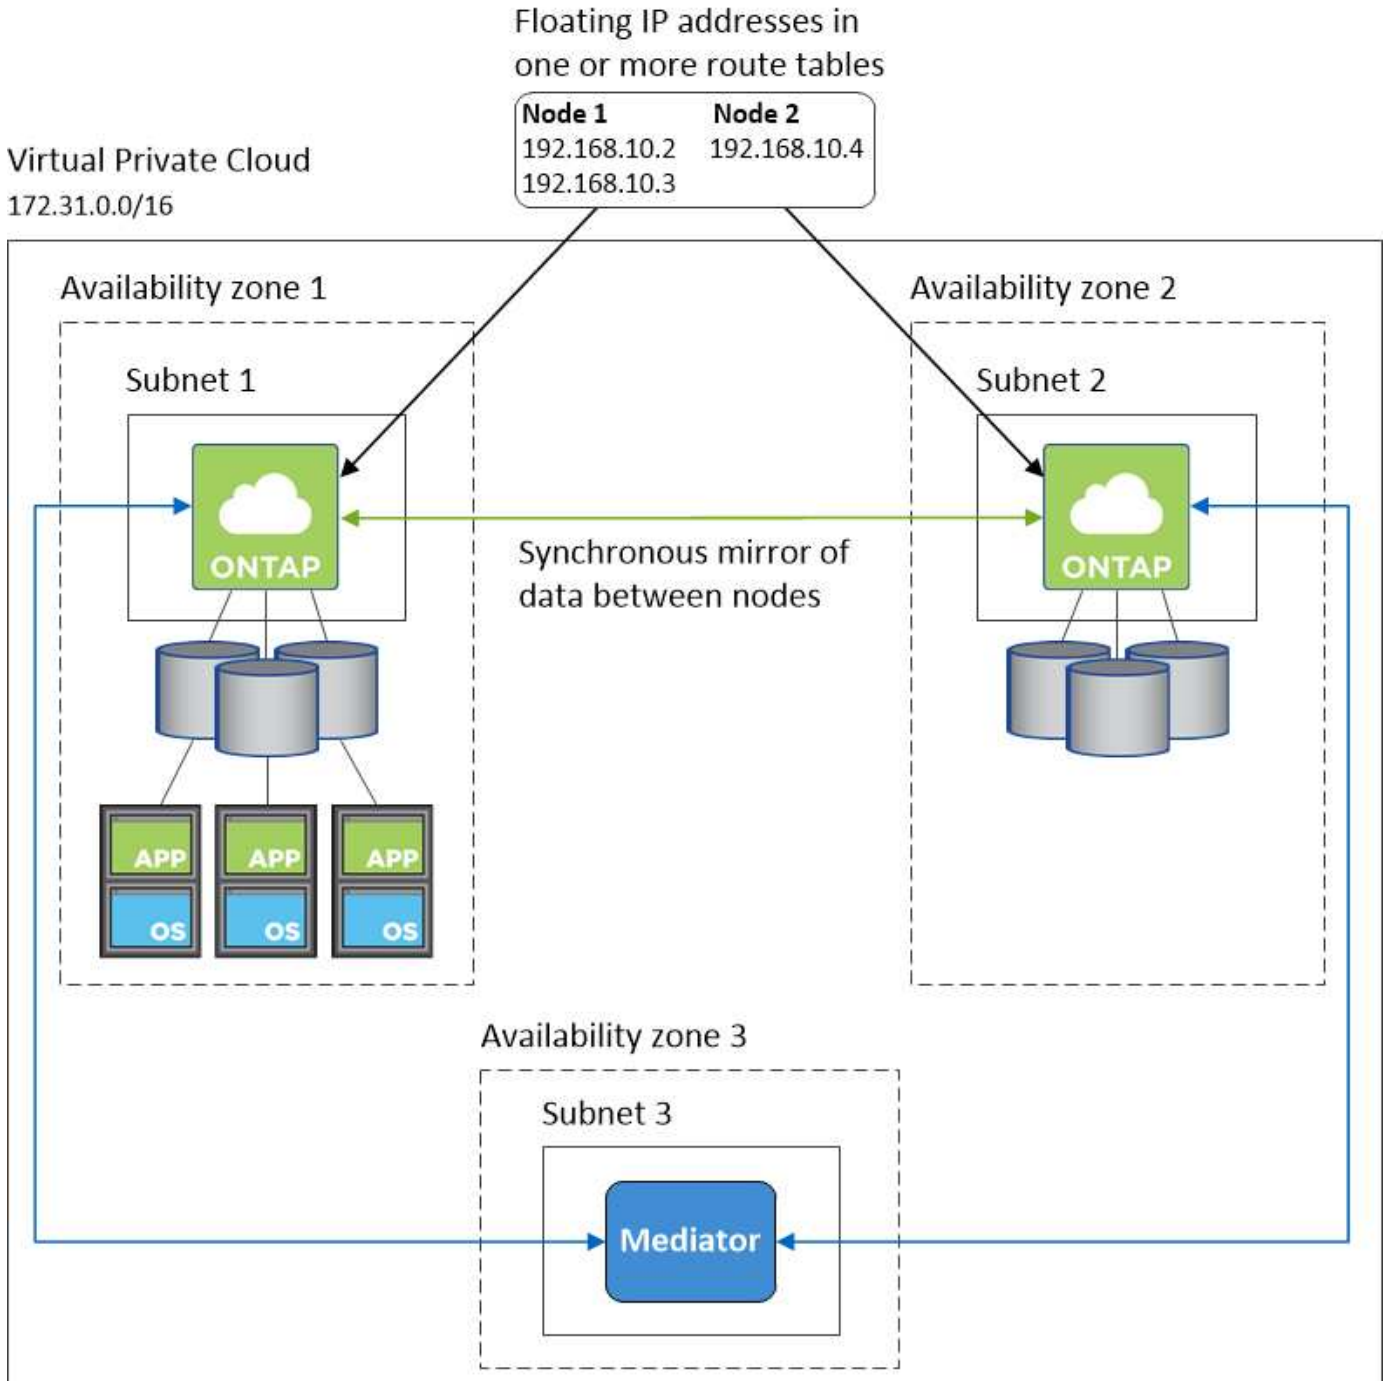 Floating IP addresses in
one or more route tables
Node 1 Node 2
192.168.10.2 192.168.10.4
192.168.10.3
Virtual Private Cloud
172.31.0.0/16
Availability zone 1
Availability zone 2
Subnet 1
Subnet 2
ONTAP
ONTAP
Synchronous mirror of
data between nodes
APP APP APP
OS OS OS
Availability zone 3
Subnet 3
Mediator